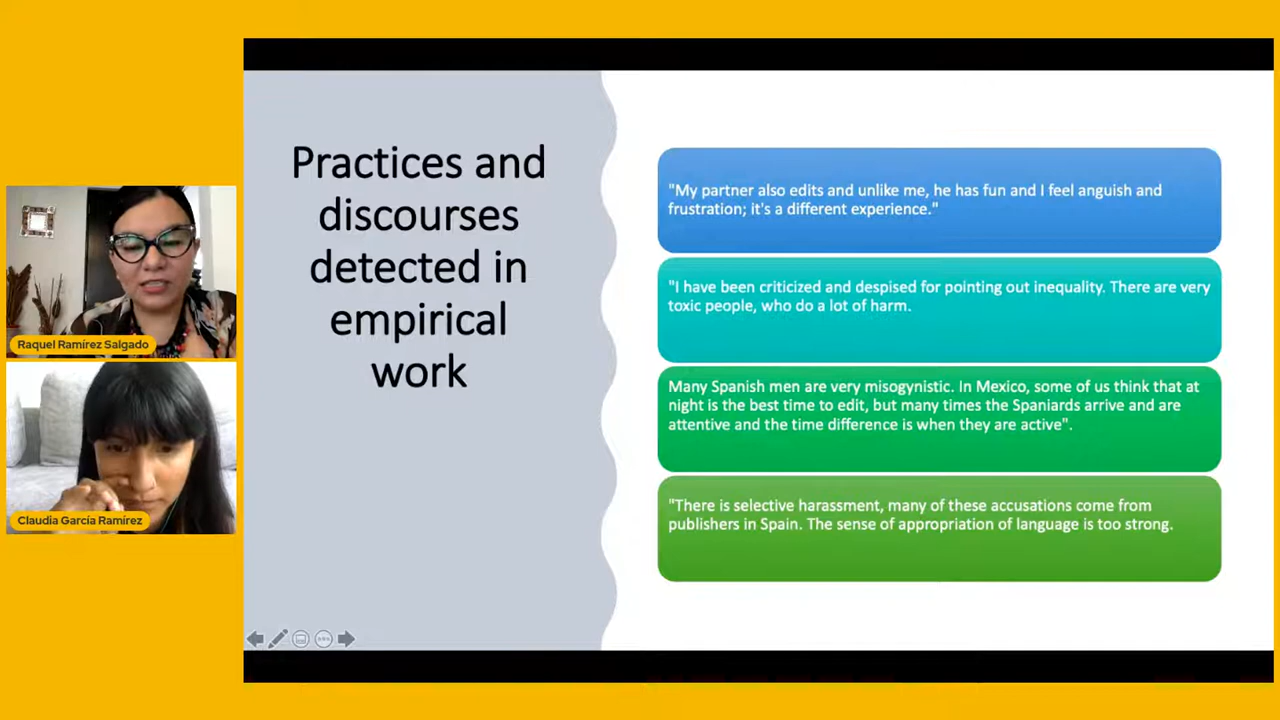 Practices and
discourses
detected in
empirical
work
"My partner also edits and unlike me, he has fun and I feel anguish and
frustration; it's a different experience."
"I have been criticized and despised for pointing out inequality. There are very
toxic people, who do a lot of harm.
Many Spanish men are very misogynistic. In Mexico, some of us think that at
night is the best time to edit, but many times the Spaniards arrive and are
attentive and the time difference is when they are active".
"There is selective harassment, many of these accusations come from
publishers in Spain. The sense of appropriation of language is too strong.
Raquel Ramírez Salgado
Claudia García Ramírez